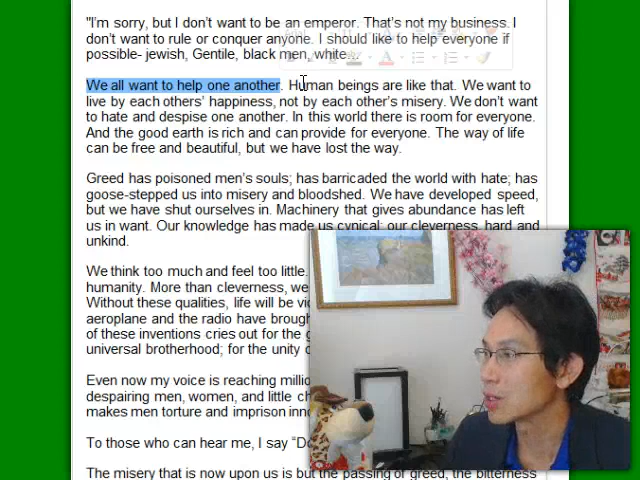 "I'm sorry, but I don't want to be an emperor. That's not my business. I
don't want to rule or conquer anyone. I should like to help everyone if
possible- jewish, Gentile, black men, white...
We all want to help one another. Human beings are like that. We want to
live by each others' happiness, not by each other's misery. We don't want
to hate and despise one another. In this world there is room for everyone.
And the good earth is rich and can provide for everyone. The way of life
can be free and beautiful, but we have lost the way.
Greed has poisoned men's souls; has barricaded the world with hate; has
goose-stepped us into misery and bloodshed. We have developed speed,
but we have shut ourselves in. Machinery that gives abundance has left
us in want. Our knowledge has made us cynical; our cleverness, hard and
unkind.
We think too much and feel too little.
humanity. More than cleverness, we
Without these qualities, life will be
aeroplane and the radio have
of these inventions cries out for the
universal brotherhood; for the unity
Even now my voice is reaching
despairing men, women, and little
makes men torture and imprison
To those who can hear me, I say
The misery that is now upon us is but the passing of greed, the bitterness